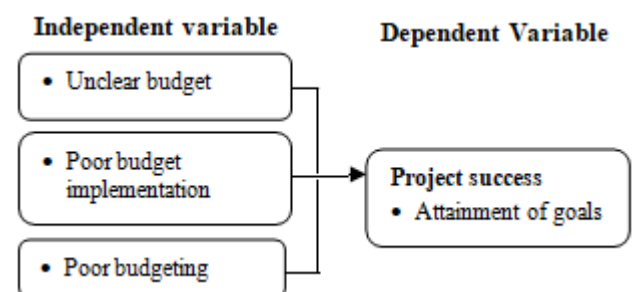 Independent variable
Dependent Variable
• Unclear budget
• Poor budget
implementation
Project success
• Attainment of goals
• Poor budgeting